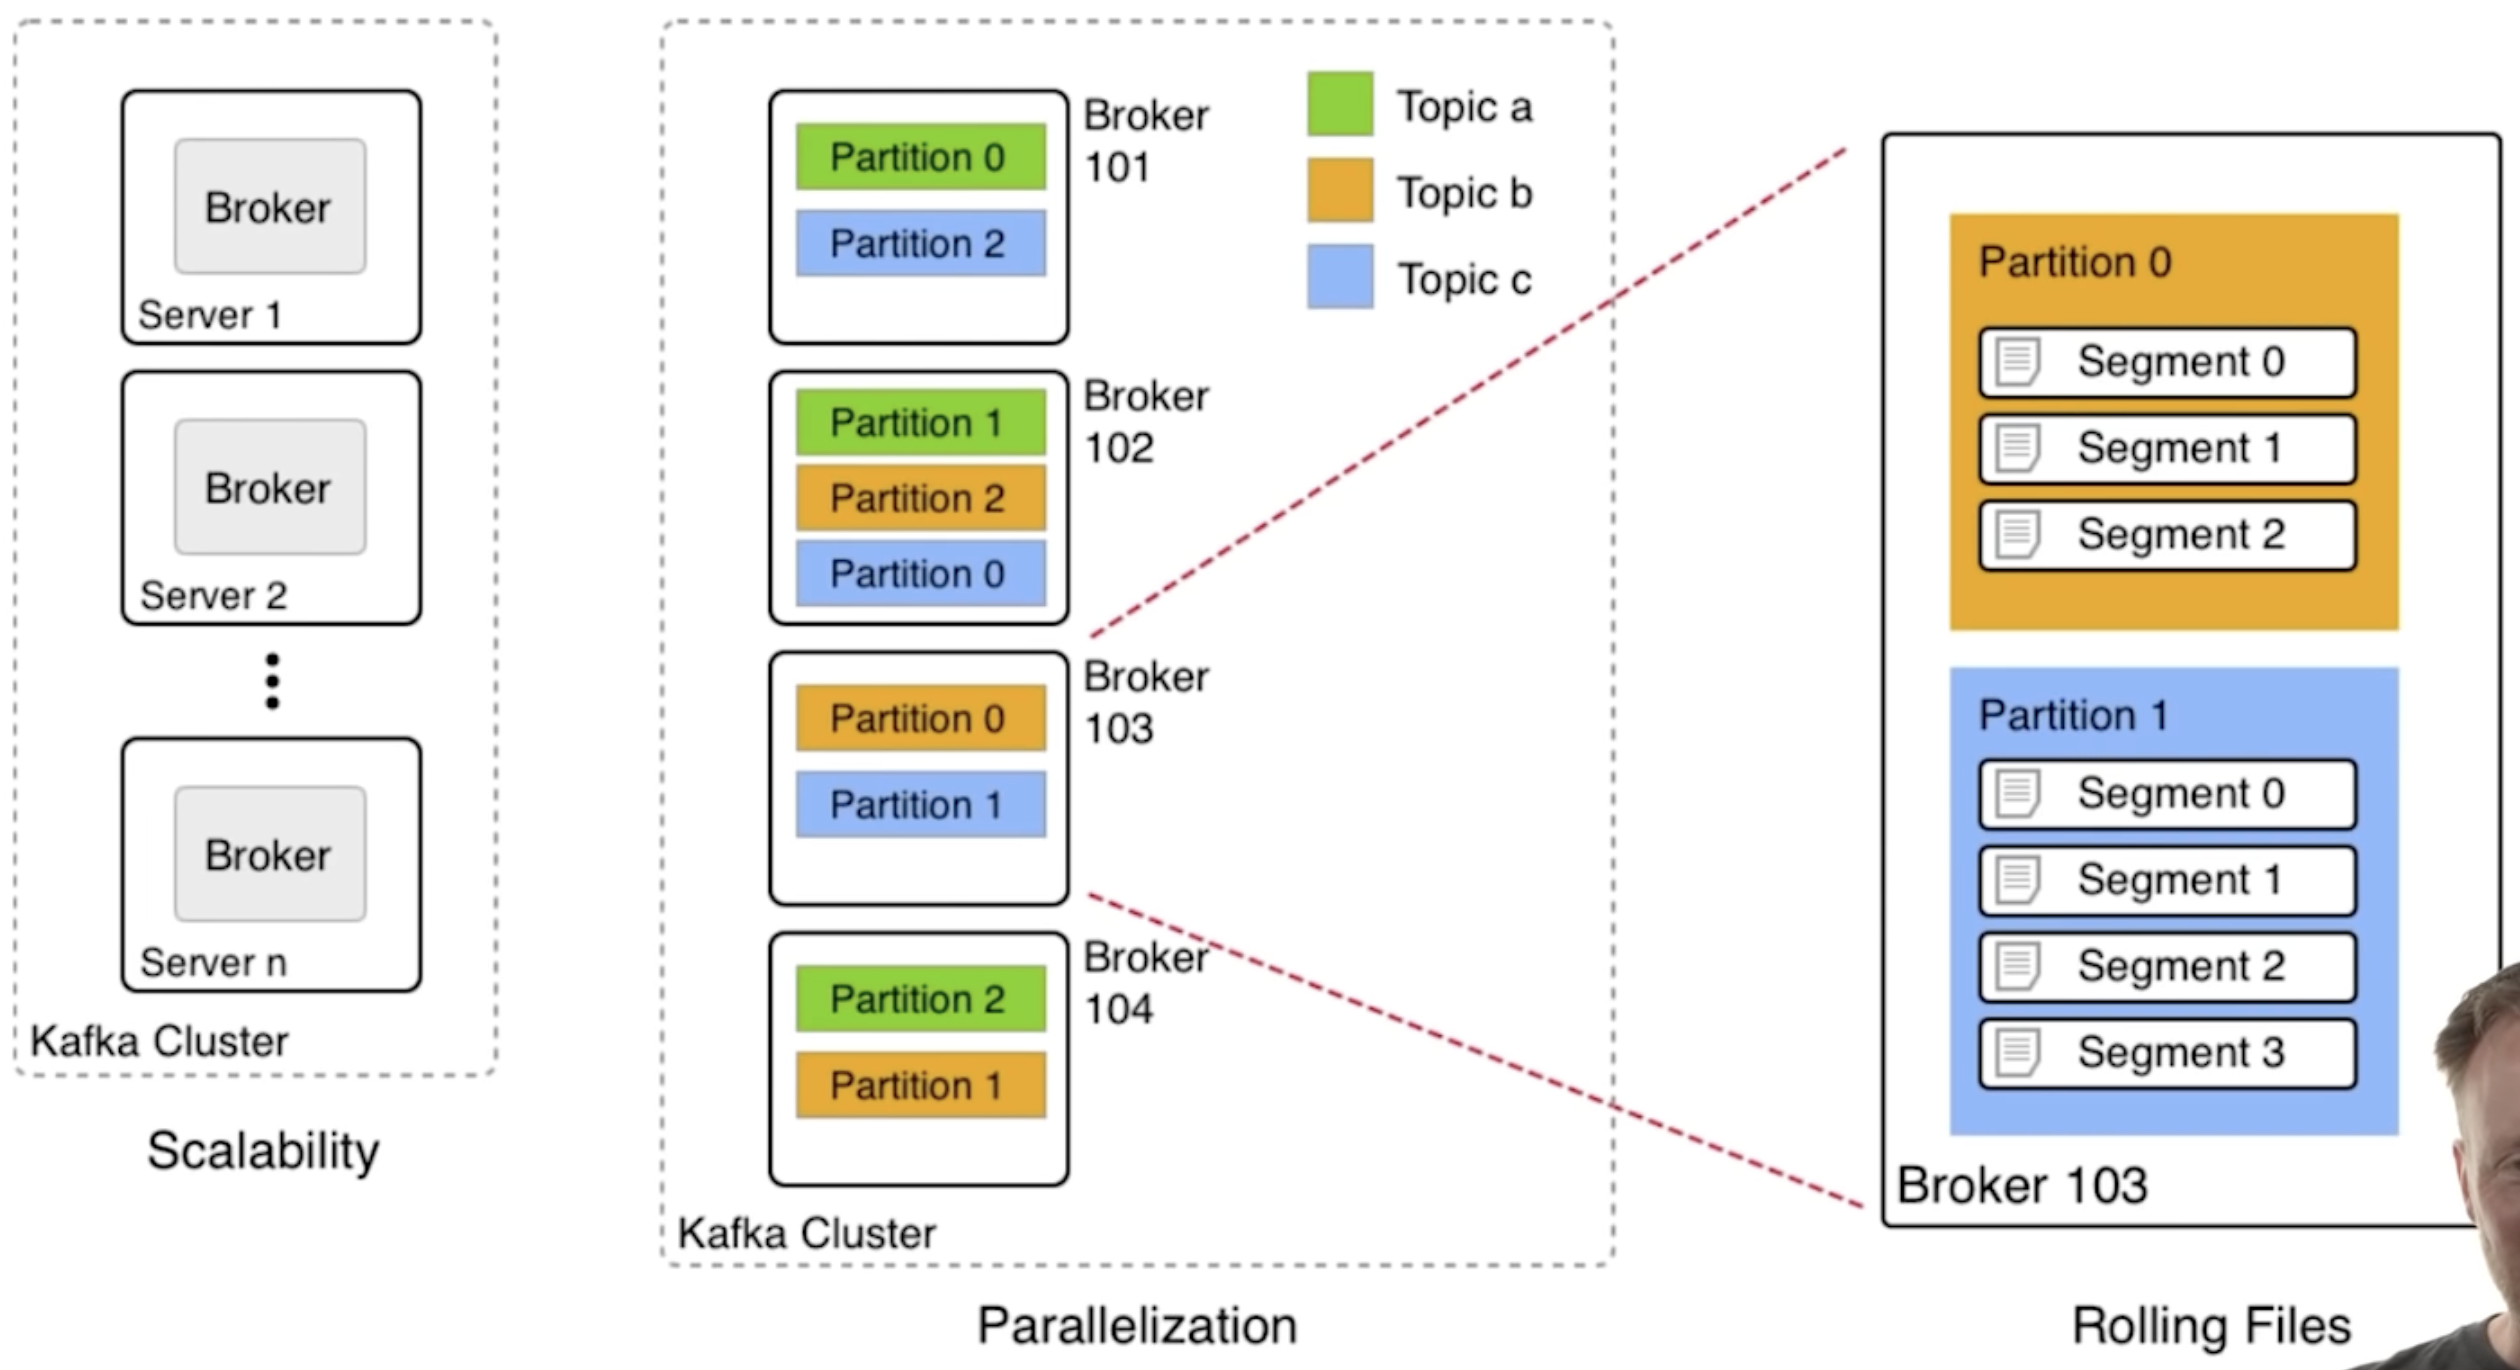 Broker
Server 1
Broker
Server 2
Broker
Server n
Kafka Cluster
Scalability
Partition 0
Partition 2
Broker
101
Topic a
Topic b
Topic c
Partition 1
Partition 2
Partition 0
Broker
102
Partition 0
Partition 1
Broker
103
Partition 2
Partition 1
Broker
104
Kafka Cluster
Parallelization
Partition 0
Segment 0
Segment 1
Segment 2
Partition 1
Segment 0
Segment 1
Segment 2
Segment 3
Broker 103
Rolling Files